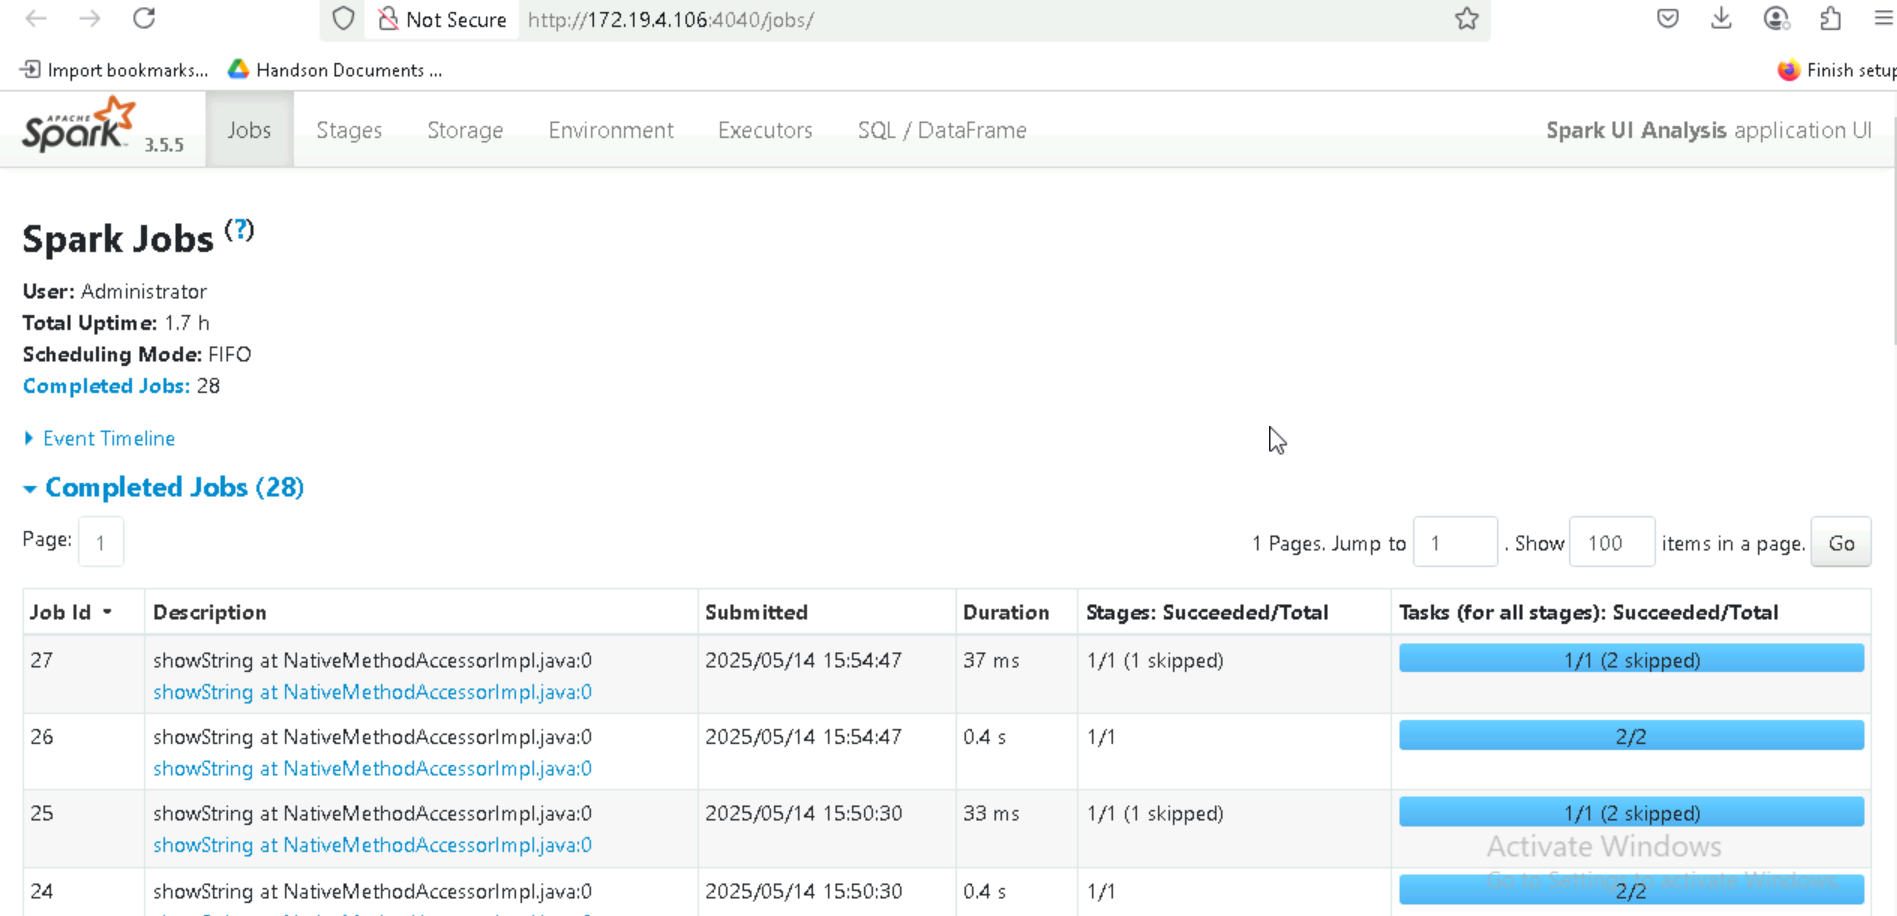 Not Secure http://172.19.4.106:4040/jobs/
Import bookmarks... Handson Documents ... Finish setup
APACHE Spark 3.5.5 Jobs Stages Storage Environment Executors SQL / DataFrame Spark UI Analysis application UI
Spark Jobs (?)
User: Administrator
Total Uptime: 1.7 h
Scheduling Mode: FIFO
Completed Jobs: 28
Event Timeline
Completed Jobs (28)
Page: 1 1 Pages. Jump to 1 . Show 100 items in a page. Go
Job Id Description Submitted Duration Stages: Succeeded/Total Tasks (for all stages): Succeeded/Total
27 showString at NativeMethodAccessorImpl.java:0 2025/05/14 15:54:47 37 ms 1/1 (1 skipped) 1/1 (2 skipped)
showString at NativeMethodAccessorImpl.java:0
26 showString at NativeMethodAccessorImpl.java:0 2025/05/14 15:54:47 0.4 s 1/1 2/2
showString at NativeMethodAccessorImpl.java:0
25 showString at NativeMethodAccessorImpl.java:0 2025/05/14 15:50:30 33 ms 1/1 (1 skipped) 1/1 (2 skipped)
showString at NativeMethodAccessorImpl.java:0
Activate Windows
24 showString at NativeMethodAccessorImpl.java:0 2025/05/14 15:50:30 0.4 s 1/1 2/2
Go to Settings to activate Windows.